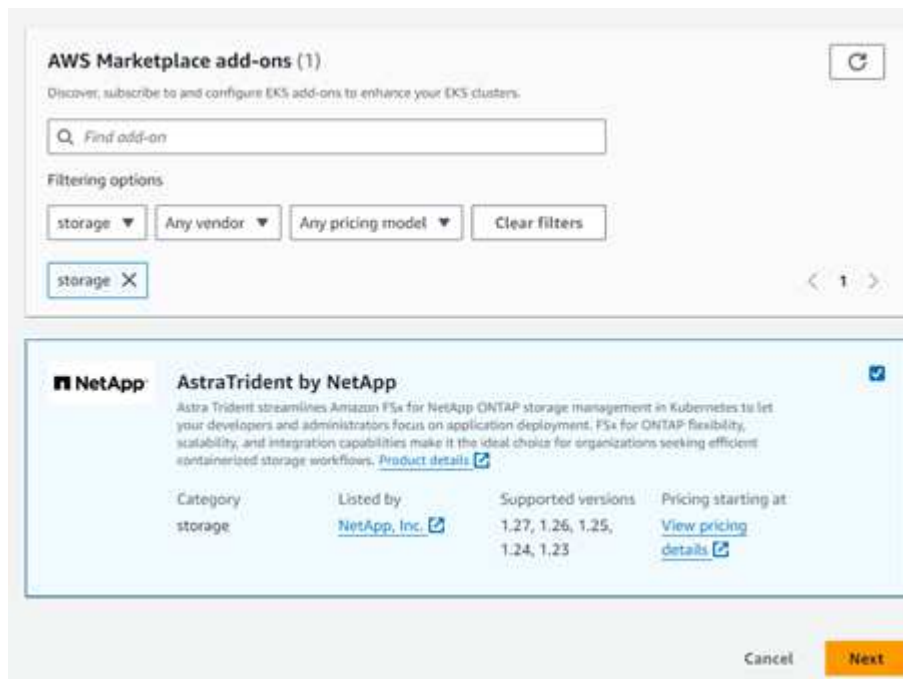 AWS Marketplace add-ons (1)
Discover, subscribe to and configure EKS add-ons to enhance your EKS clusters.
Find add-on
Filtering options
storage Any vendor Any pricing model Clear filters
storage
1
NetApp
AstraTrident by NetApp
Astra Trident streamlines Amazon FSx for NetApp ONTAP storage management in Kubernetes to let
your developers and administrators focus on application deployment. FSx for ONTAP flexibility,
scalability, and integration capabilities make it the ideal choice for organizations seeking efficient
containerized storage workflows. Product details
Category Listed by Supported versions Pricing starting at
storage NetApp, Inc. 1.27, 1.26, 1.25, View pricing
1.24, 1.23 details
Cancel Next